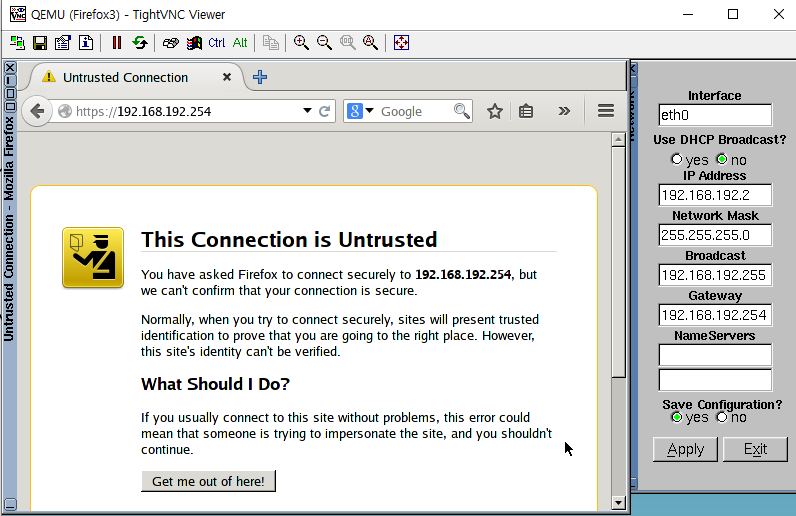 QEMU (Firefox3) - TightVNC Viewer
Ctrl Alt
Untrusted Connection
https://192.168.192.254
Google
Untrusted Connection - Mozilla Firefox
This Connection is Untrusted
You have asked Firefox to connect securely to 192.168.192.254, but
we can't confirm that your connection is secure.
Normally, when you try to connect securely, sites will present trusted
identification to prove that you are going to the right place. However,
this site's identity can't be verified.
What Should I Do?
If you usually connect to this site without problems, this error could
mean that someone is trying to impersonate the site, and you shouldn't
continue.
Get me out of here!
Interface
eth0
Use DHCP Broadcast?
yes no
IP Address
192.168.192.2
Network Mask
255.255.255.0
Broadcast
192.168.192.255
Gateway
192.168.192.254
NameServers
Save Configuration?
yes no
Apply Exit